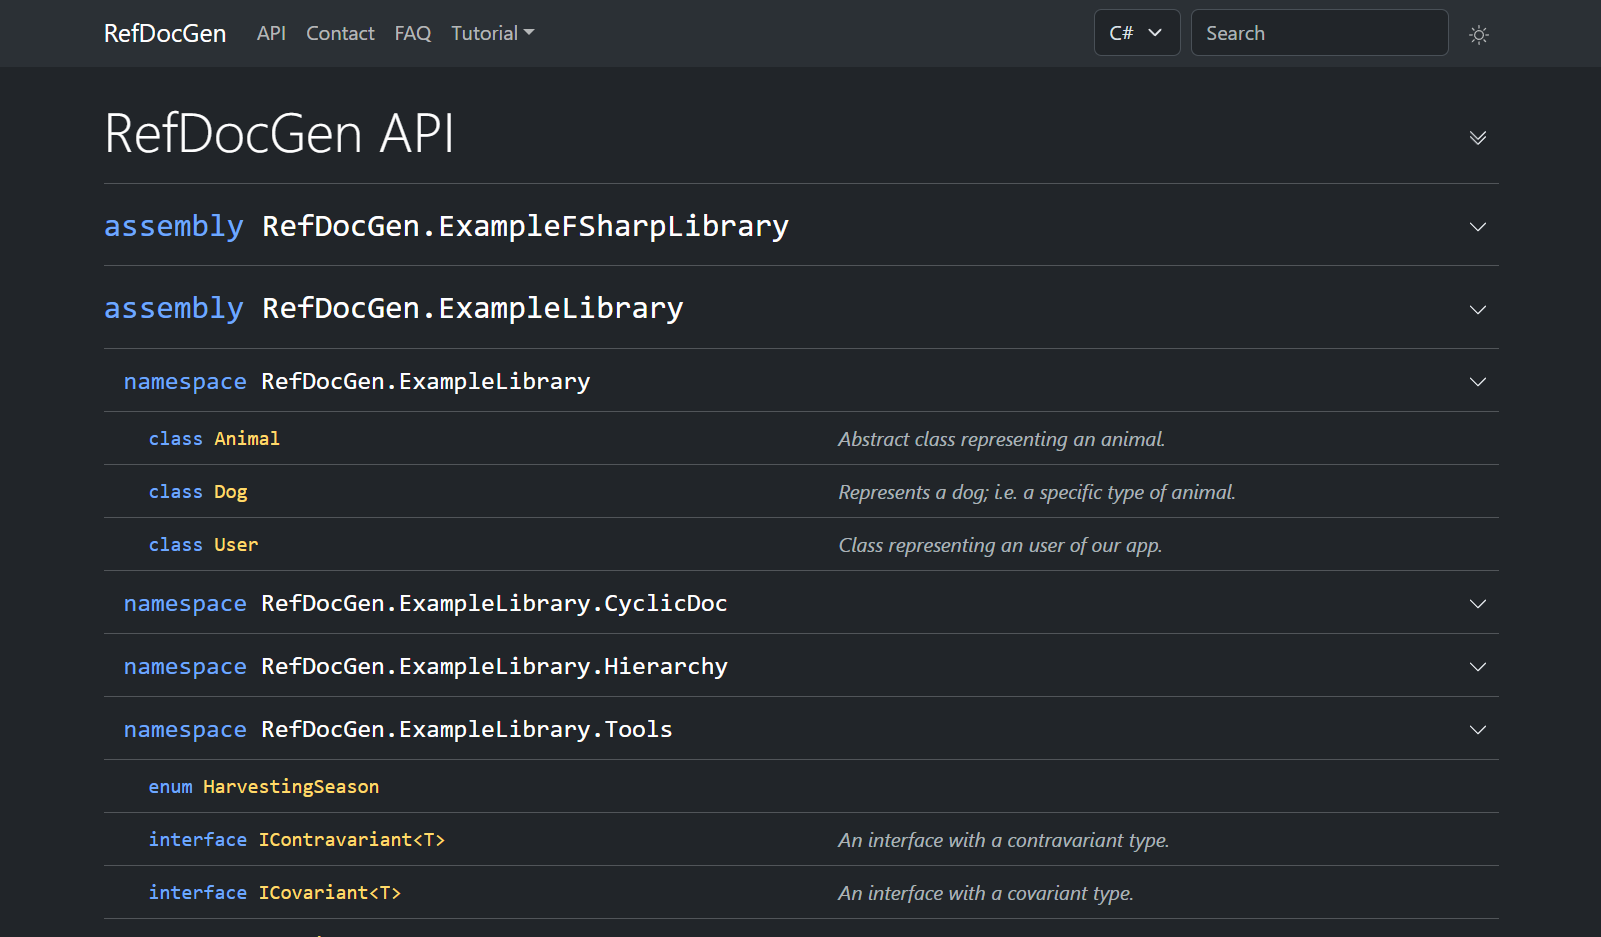 RefDocGen API Contact FAQ Tutorial C# Search
RefDocGen API
assembly RefDocGen.ExampleFSharpLibrary
assembly RefDocGen.ExampleLibrary
namespace RefDocGen.ExampleLibrary
class Animal Abstract class representing an animal.
class Dog Represents a dog; i.e. a specific type of animal.
class User Class representing an user of our app.
namespace RefDocGen.ExampleLibrary.CyclicDoc
namespace RefDocGen.ExampleLibrary.Hierarchy
namespace RefDocGen.ExampleLibrary.Tools
enum HarvestingSeason
interface IContravariant<T> An interface with a contravariant type.
interface ICovariant<T> An interface with a covariant type.